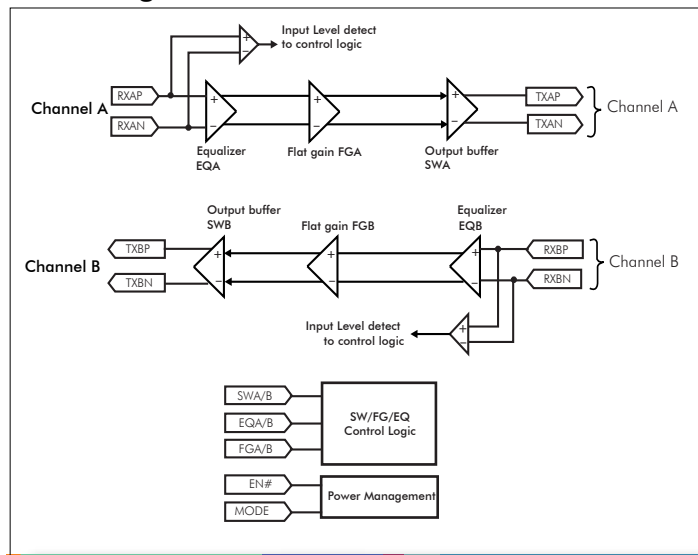 Input Level detect
to control logic
+
−
RXAP
RXAN
Channel A
+
−
+
−
+
−
TXAP
TXAN
Channel A
Equalizer
EQA
Flat gain FGA
Output buffer
SWA
Output buffer
SWB
Flat gain FGB
Equalizer
EQB
TXBP
TXBN
Channel B
+
−
+
−
+
−
RXBP
RXBN
Channel B
Input Level detect
to control logic
+
−
SWA/B
EQA/B
FGA/B
SW/FG/EQ
Control Logic
EN#
MODE
Power Management